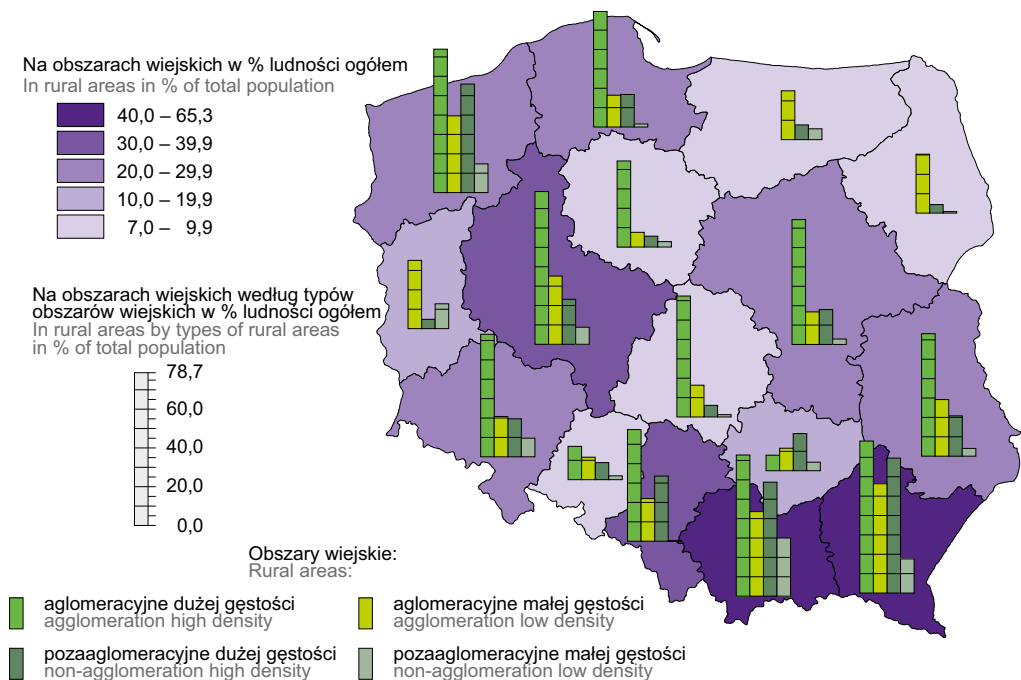 Na obszarach wiejskich w % ludności ogółem
In rural areas in % of total population
40,0 – 65,3
30,0 – 39,9
20,0 – 29,9
10,0 – 19,9
7,0 – 9,9
Na obszarach wiejskich według typów
obszarów wiejskich w % ludności ogółem
In rural areas by types of rural areas
in % of total population
78,7
60,0
40,0
20,0
0,0
Obszary wiejskie:
Rural areas:
aglomeracyjne dużej gęstości
agglomeration high density
aglomeracyjne małej gęstości
agglomeration low density
pozaaglomeracyjne dużej gęstości
non-agglomeration high density
pozaaglomeracyjne małej gęstości
non-agglomeration low density